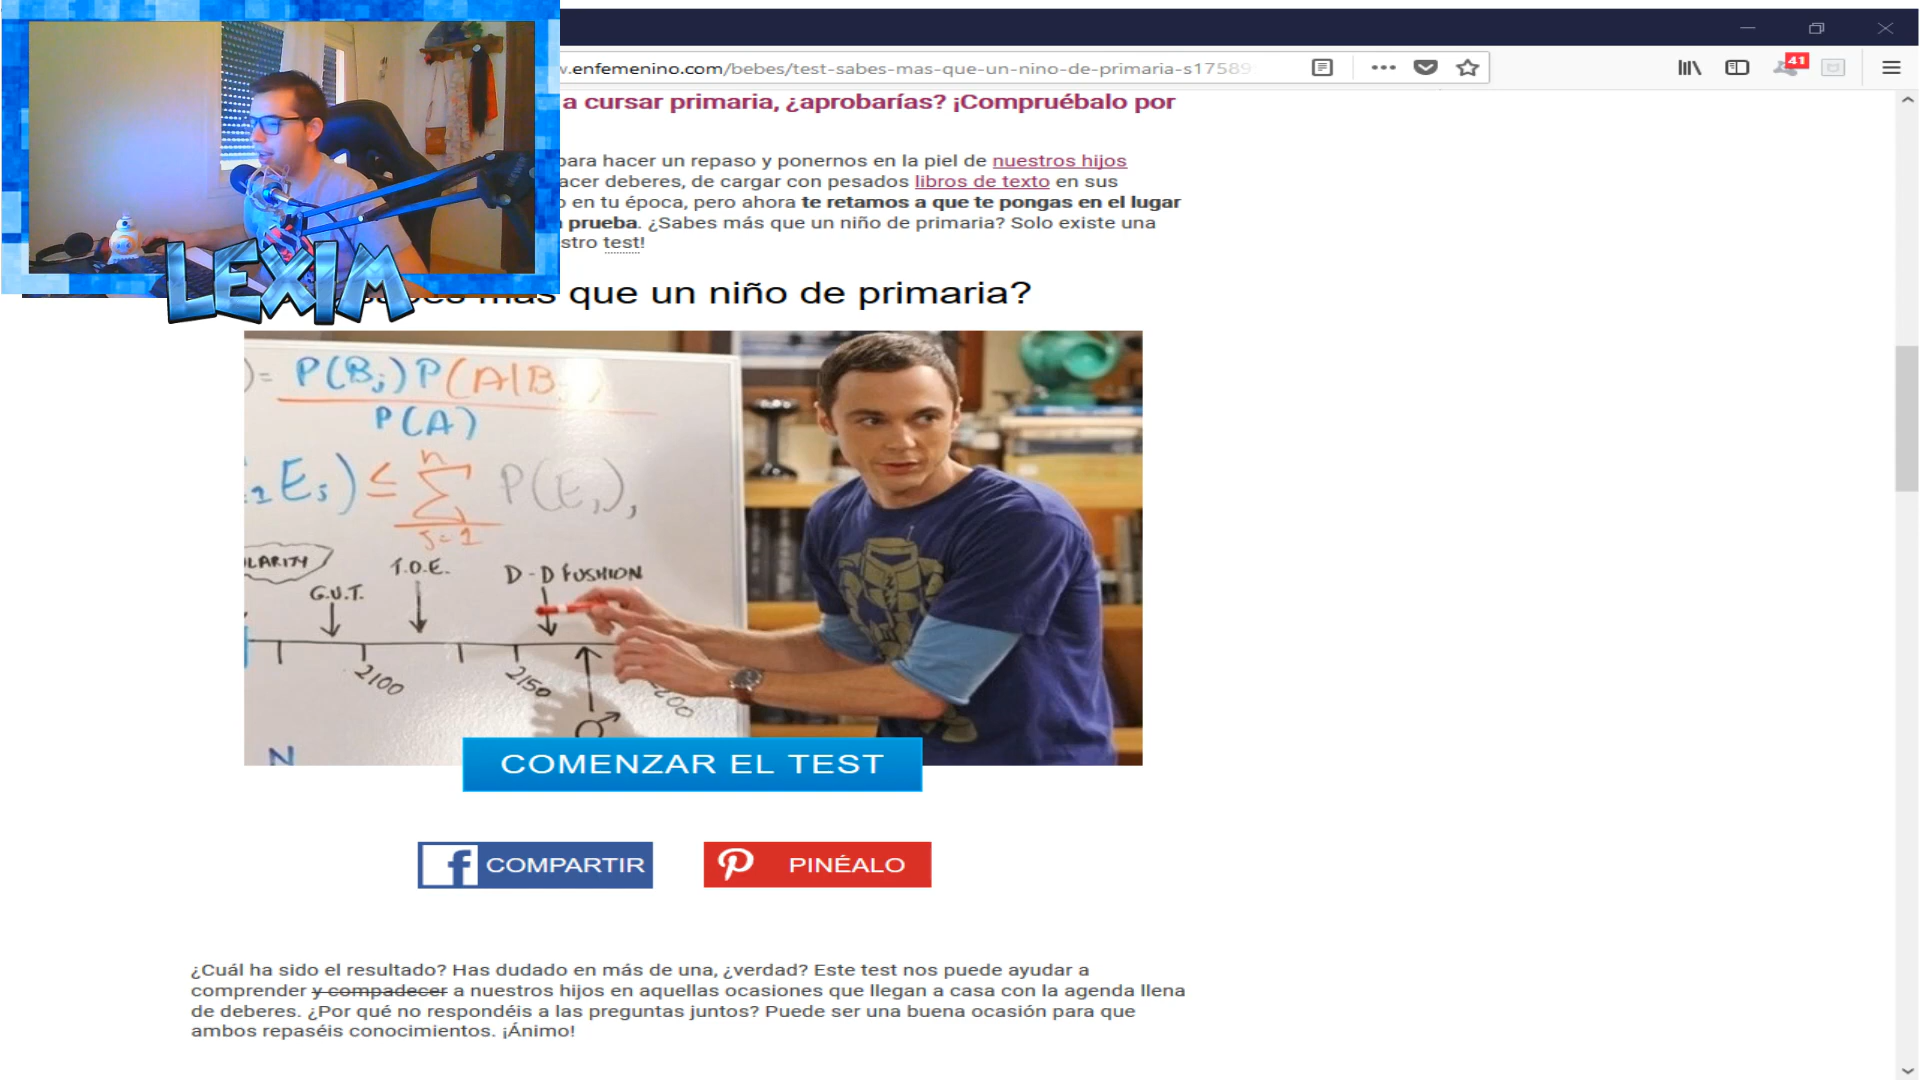 .enfemenino.com/bebes/test-sabes-mas-que-un-nino-de-primaria-s17589
41
a cursar primaria, ¿aprobarías? ¡Compruébalo por
para hacer un repaso y ponernos en la piel de nuestros hijos
acer deberes, de cargar con pesados libros de texto en sus
o en tu época, pero ahora te retamos a que te pongas en el lugar
prueba. ¿Sabes más que un niño de primaria? Solo existe una
stro test!
LEXIM
que un niño de primaria?
)= P(Bj)P(A|B
P(A)
P(A)
COMENZAR EL TEST
LARITY
T.O.E.
D-D FUSHION
G.U.T.
2100
2150
2200
N
COMPARTIR
PINÉALO
¿Cuál ha sido el resultado? Has dudado en más de una, ¿verdad? Este test nos puede ayudar a
comprender y compadecer a nuestros hijos en aquellas ocasiones que llegan a casa con la agenda llena
de deberes. ¿Por qué no respondéis a las preguntas juntos? Puede ser una buena ocasión para que
ambos repaséis conocimientos. ¡Ánimo!